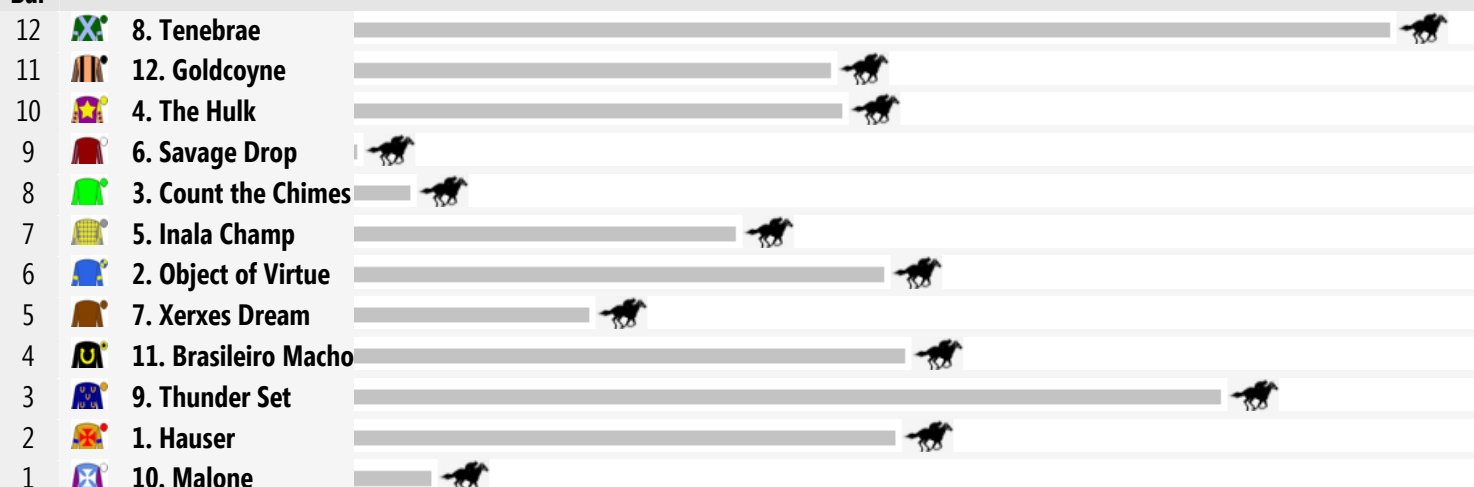 Bar
12 8. Tenebrae
11 12. Goldcoyne
10 4. The Hulk
9 6. Savage Drop
8 3. Count the Chimes
7 5. Inala Champ
6 2. Object of Virtue
5 7. Xerxes Dream
4 11. Brasileiro Macho
3 9. Thunder Set
2 1. Hauser
1 10. Malone